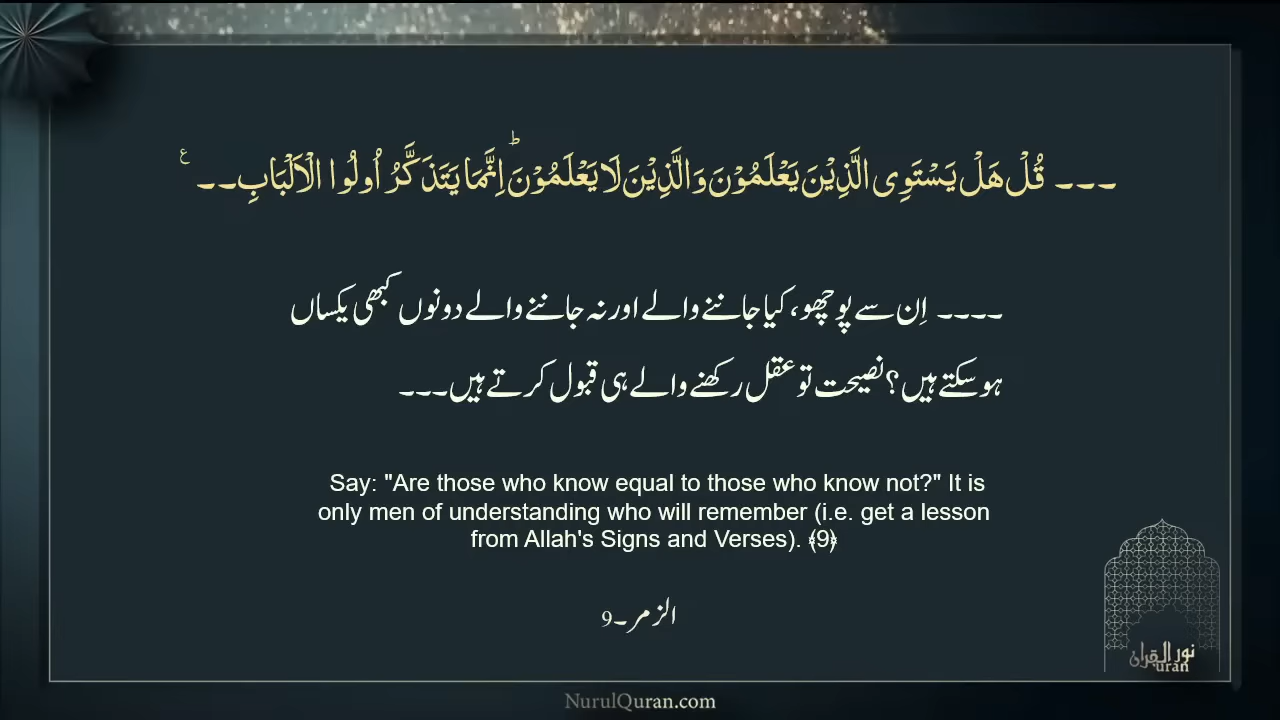 ۔۔۔ قُلْ هَلْ يَسْتَوِى الَّذِيْنَ يَعْلَمُوْنَ وَالَّذِيْنَ لَا يَعْلَمُوْنَ ؕ اِنَّمَا يَتَذَكَّرُ اُولُوا الْاَلْبَابِ۔۔ ع
۔۔۔۔ اِن سے پوچھو، کیا جاننے والے اور نہ جاننے والے دونوں کبھی یکساں
ہو سکتے ہیں؟ نصیحت تو عقل رکھنے والے ہی قبول کرتے ہیں۔۔۔
Say: "Are those who know equal to those who know not?" It is
only men of understanding who will remember (i.e. get a lesson
from Allah's Signs and Verses). ﴾9﴿
الزمر۔9
نور القرآن
uran
NurulQuran.com